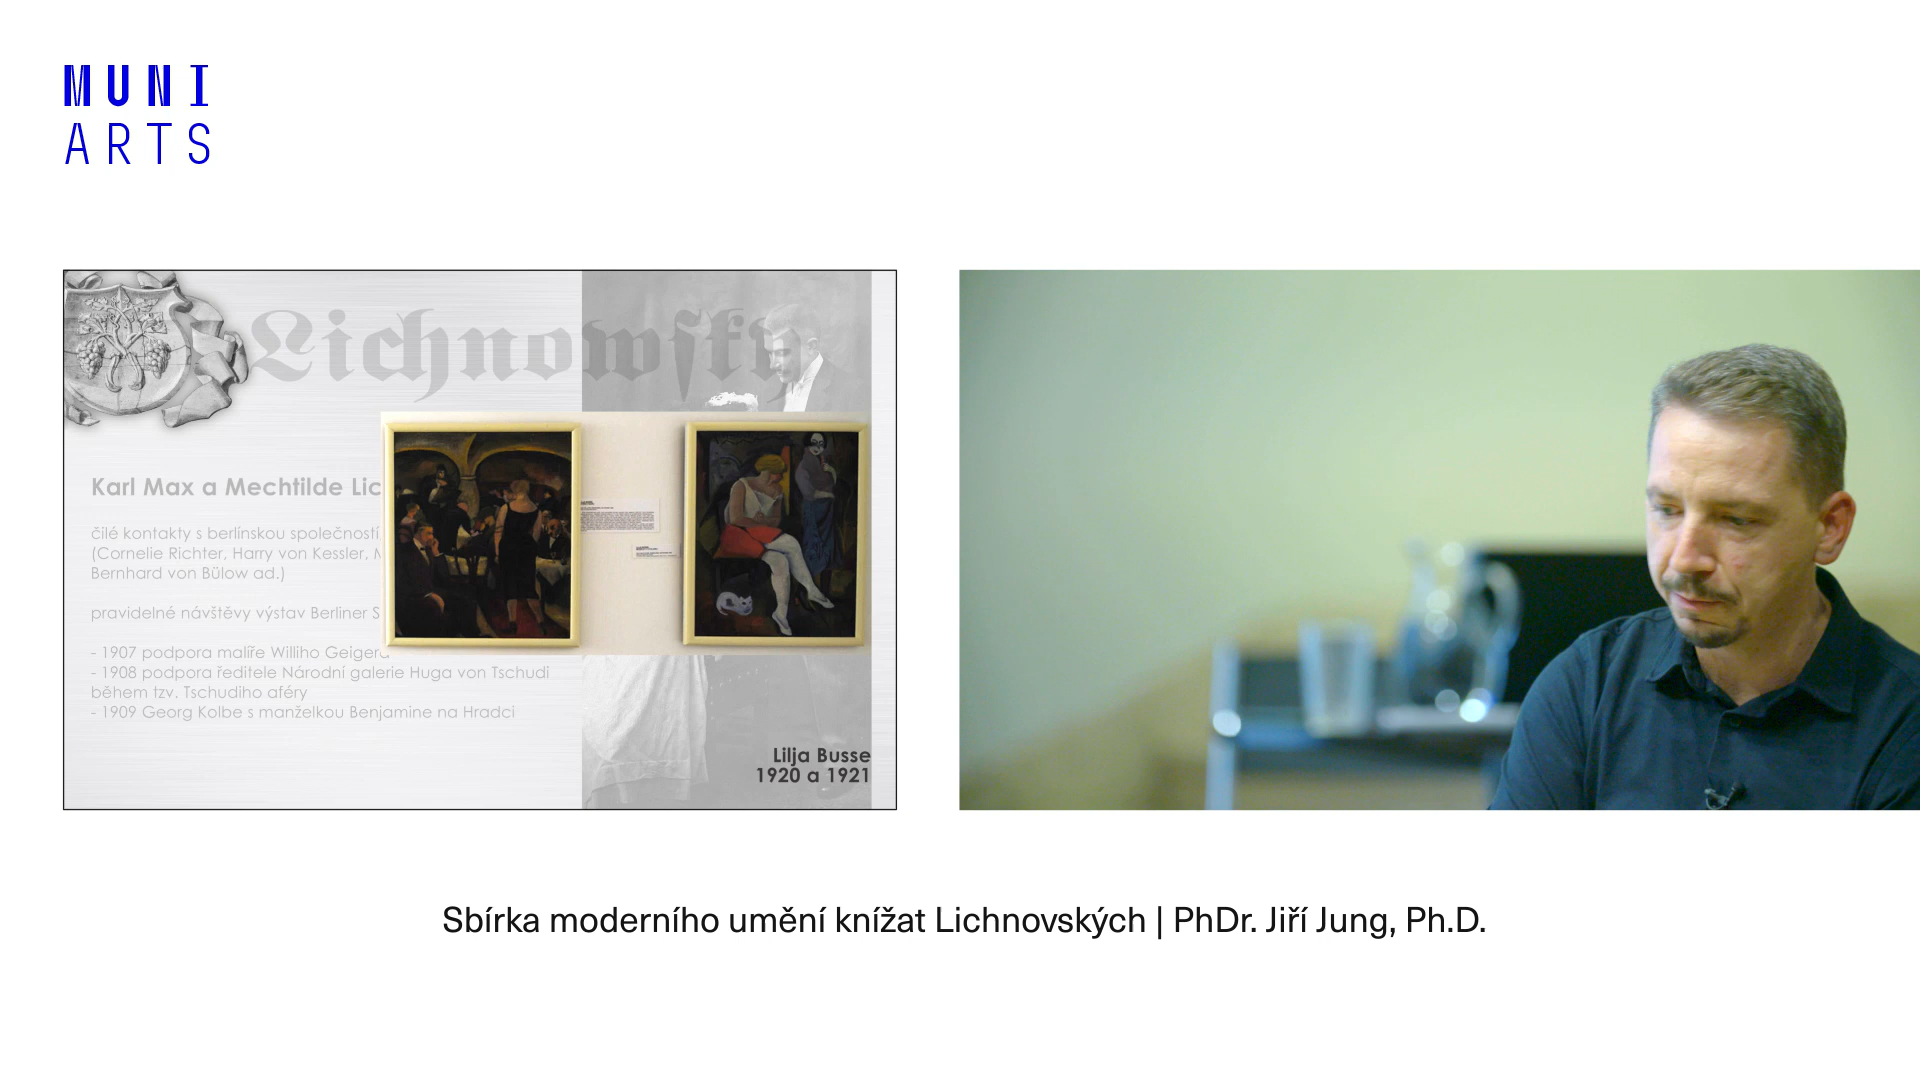 MUNI
ARTS
Lichnowſky
Karl Max a Mechtilde Lic
čilé kontakty s berlínskou společností
(Cornelie Richter, Harry von Kessler, M
Bernhard von Bülow ad.)
pravidelné návštěvy výstav Berliner S
- 1907 podpora malíře Williho Geigera
- 1908 podpora ředitele Národní galerie Huga von Tschudi
během tzv. Tschudiho aféry
- 1909 Georg Kolbe s manželkou Benjamine na Hradci
Lilja Busse
1920 a 1921
Sbírka moderního umění knížat Lichnovských | PhDr. Jiří Jung, Ph.D.